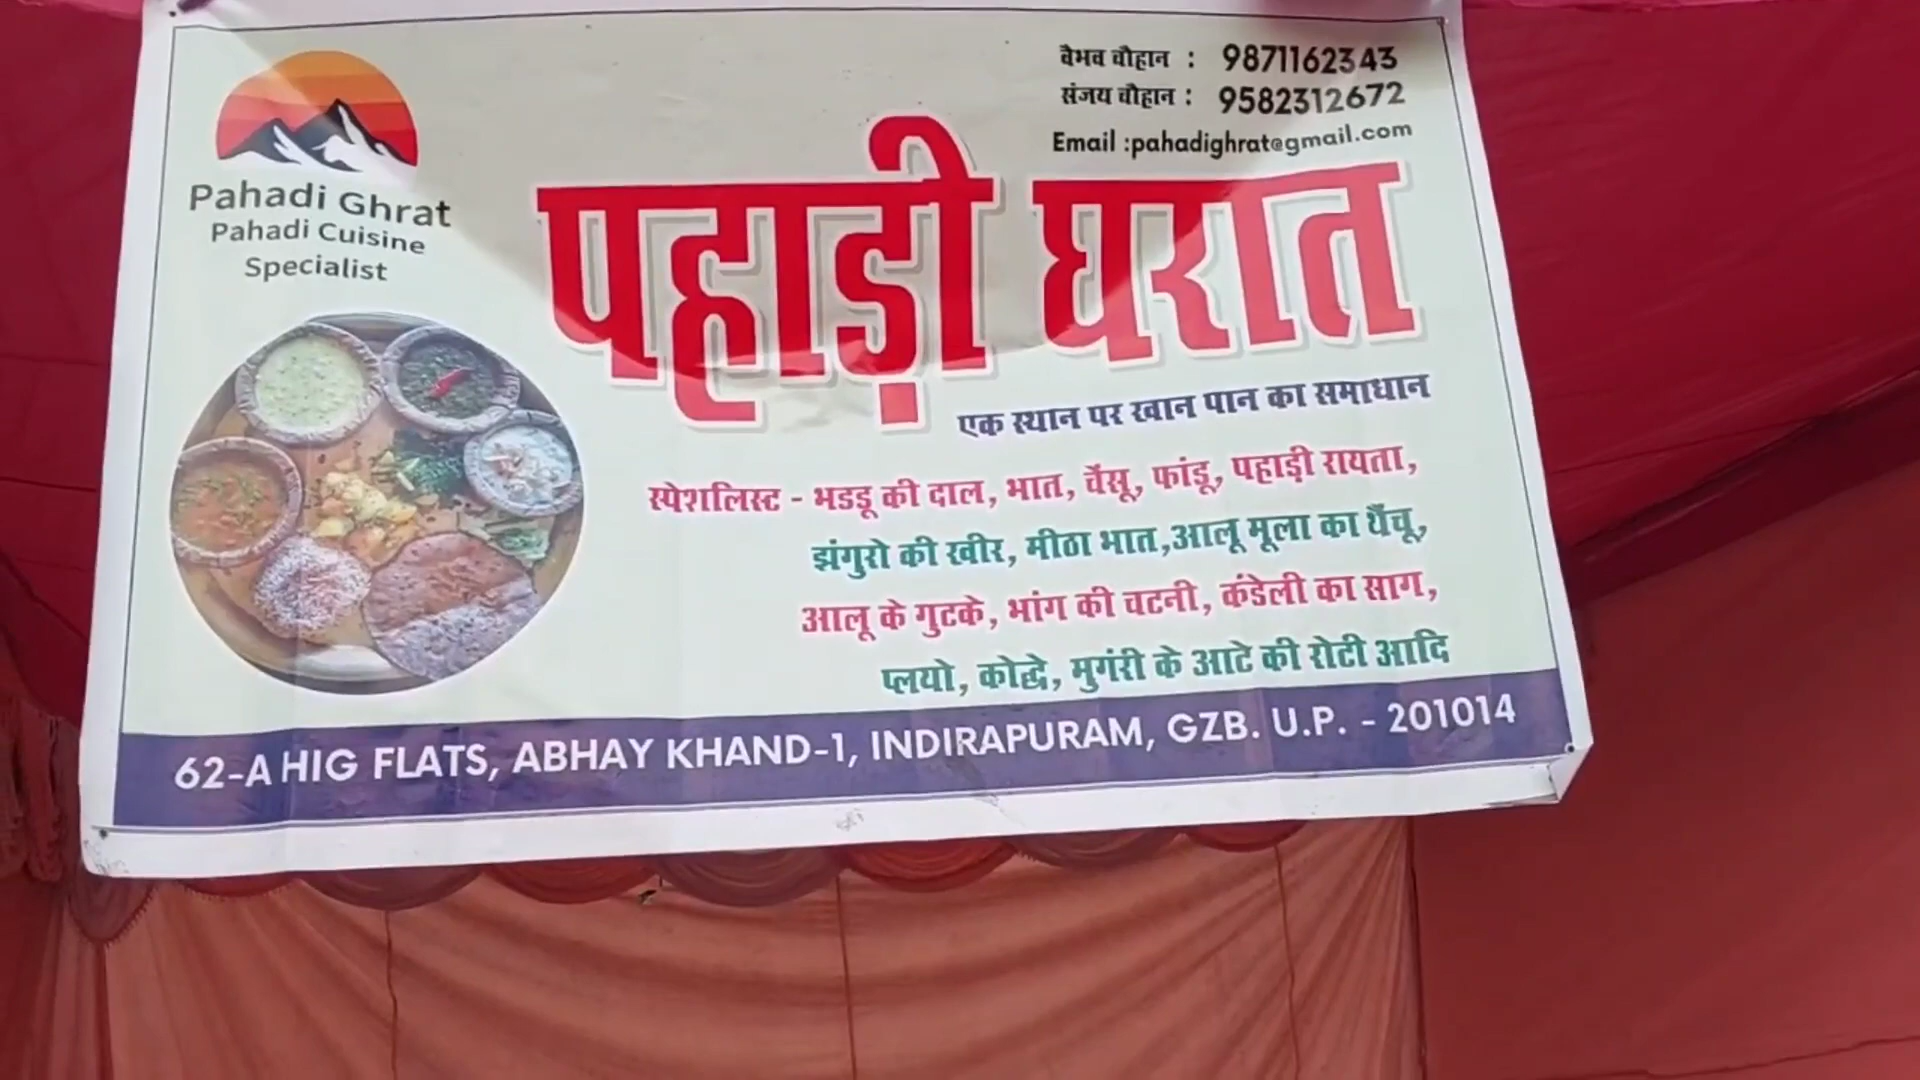 Pahadi Ghrat
Pahadi Cuisine
Specialist
वैभव चौहान : 9871162343
संजय चौहान : 9582312672
Email :pahadighrat@gmail.com
पहाड़ी घरात
एक स्थान पर खान पान का समाधान
स्पेशलिस्ट - भडडू की दाल, भात, चैंसू, फांडू, पहाड़ी रायता,
झंगुरो की खीर, मीठा भात,आलू मूला का थैंचू,
आलू के गुटके, भांग की चटनी, कंडेली का साग,
प्लयो, कोद्धे, मुगंरी के आटे की रोटी आदि
62-A HIG FLATS, ABHAY KHAND-1, INDIRAPURAM, GZB. U.P. - 201014